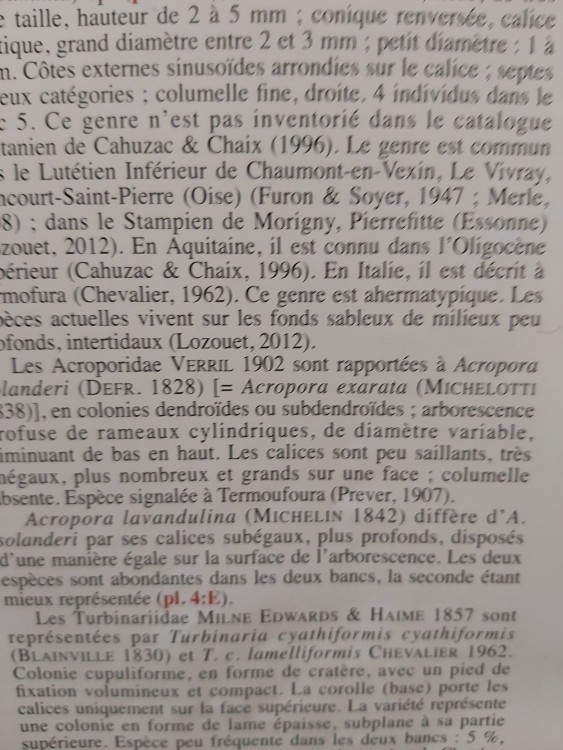 e taille, hauteur de 2 à 5 mm ; conique renversée, calice
tique, grand diamètre entre 2 et 3 mm ; petit diamètre : 1 à
m. Côtes externes sinusoïdes arrondies sur le calice ; septes
eux catégories ; columelle fine, droite. 4 individus dans le
c 5. Ce genre n'est pas inventorié dans le catalogue
tanien de Cahuzac & Chaix (1996). Le genre est commun
s le Lutétien Inférieur de Chaumont-en-Vexin, Le Vivray,
ncourt-Saint-Pierre (Oise) (Furon & Soyer, 1947 ; Merle,
08) ; dans le Stampien de Morigny, Pierrefitte (Essonne)
ozouet, 2012). En Aquitaine, il est connu dans l'Oligocène
périeur (Cahuzac & Chaix, 1996). En Italie, il est décrit à
rmofura (Chevalier, 1962). Ce genre est ahermatypique. Les
pèces actuelles vivent sur les fonds sableux de milieux peu
ofonds, intertidaux (Lozouet, 2012).
Les Acroporidae VERRIL 1902 sont rapportées à Acropora
olanderi (DEFR. 1828) [= Acropora exarata (MICHELOTTI
838)], en colonies dendroïdes ou subdendroïdes ; arborescence
rofuse de rameaux cylindriques, de diamètre variable,
iminuant de bas en haut. Les calices sont peu saillants, très
négaux, plus nombreux et grands sur une face ; columelle
absente. Espèce signalée à Termoufoura (Prever, 1907).
Acropora lavandulina (MICHELIN 1842) diffère d'A.
solanderi par ses calices subégaux, plus profonds, disposés
d'une manière égale sur la surface de l'arborescence. Les deux
espèces sont abondantes dans les deux bancs, la seconde étant
mieux représentée (pl. 4:E).
Les Turbinariidae MILNE EDWARDS & HAIME 1857 sont
représentées par Turbinaria cyathiformis cyathiformis
(BLAINVILLE 1830) et T. c. lamelliformis CHEVALIER 1962.
Colonie cupuliforme, en forme de cratère, avec un pied de
fixation volumineux et compact. La corolle (base) porte les
calices uniquement sur la face supérieure. La variété représente
une colonie en forme de lame épaisse, subplane à sa partie
supérieure. Espèce peu fréquente dans les deux bancs : 5 %,